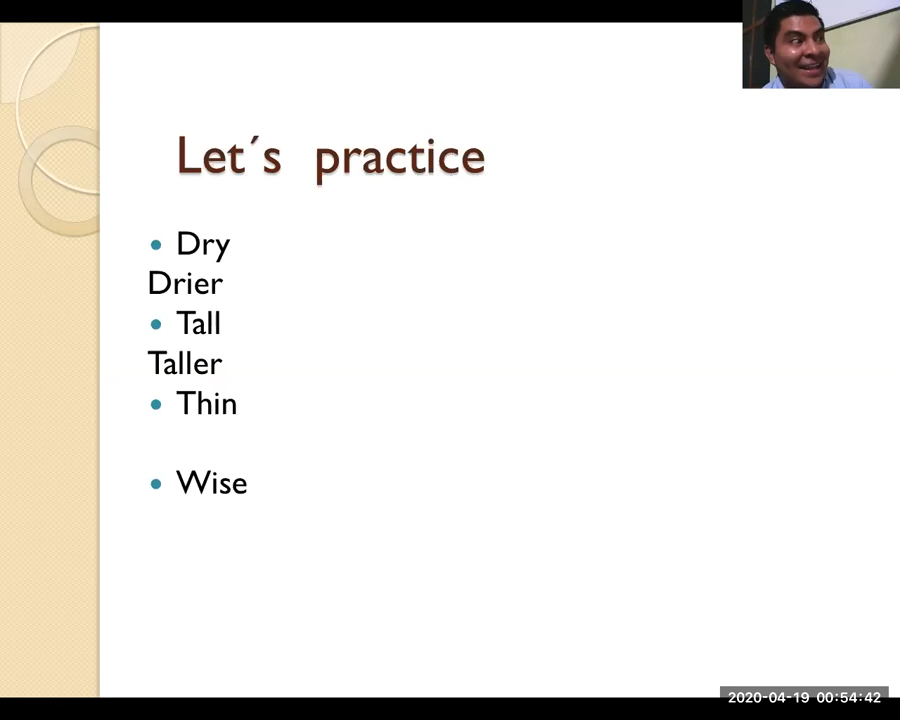 Let´s practice
Dry
Drier
Tall
Taller
Thin
Wise
2020-04-19 00:54:42